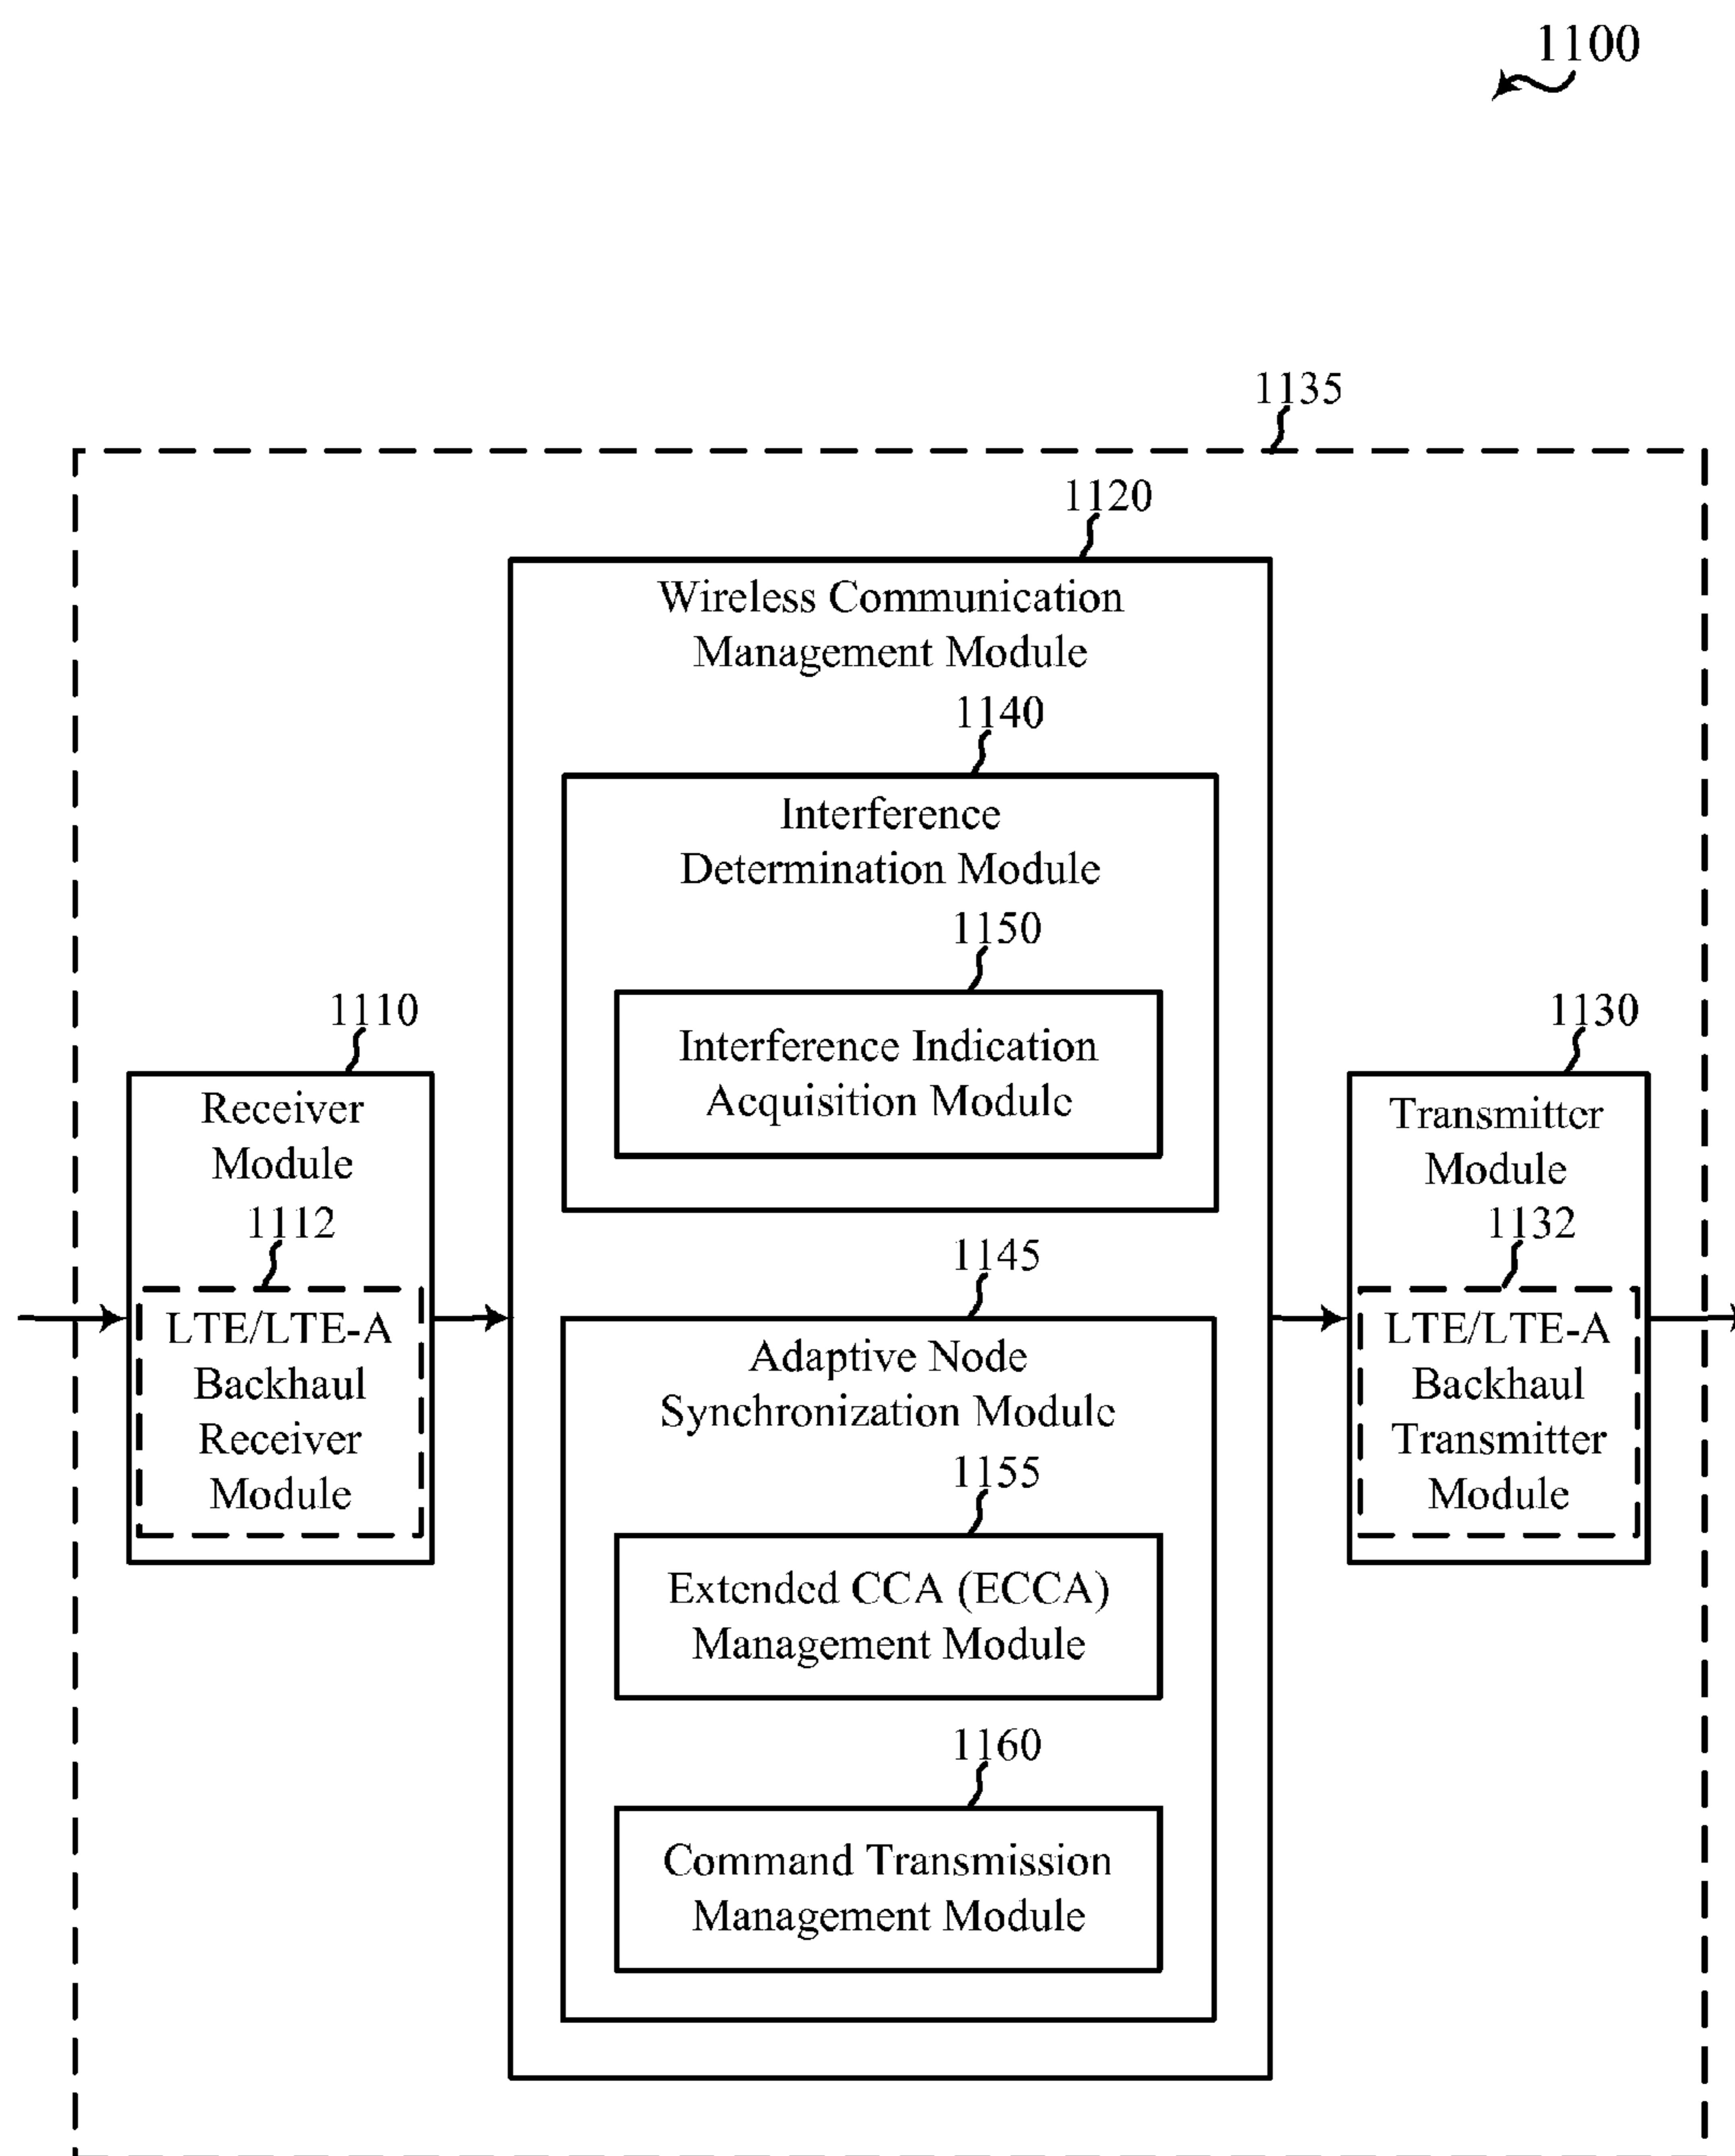 1100
1135
1120
Wireless Communication
Management Module
1140
Interference
Determination Module
1150
Interference Indication
Acquisition Module
1110
Receiver
Module
1112
LTE/LTE-A
Backhaul
Receiver
Module
1145
Adaptive Node
Synchronization Module
1155
Extended CCA (ECCA)
Management Module
1160
Command Transmission
Management Module
1130
Transmitter
Module
1132
LTE/LTE-A
Backhaul
Transmitter
Module